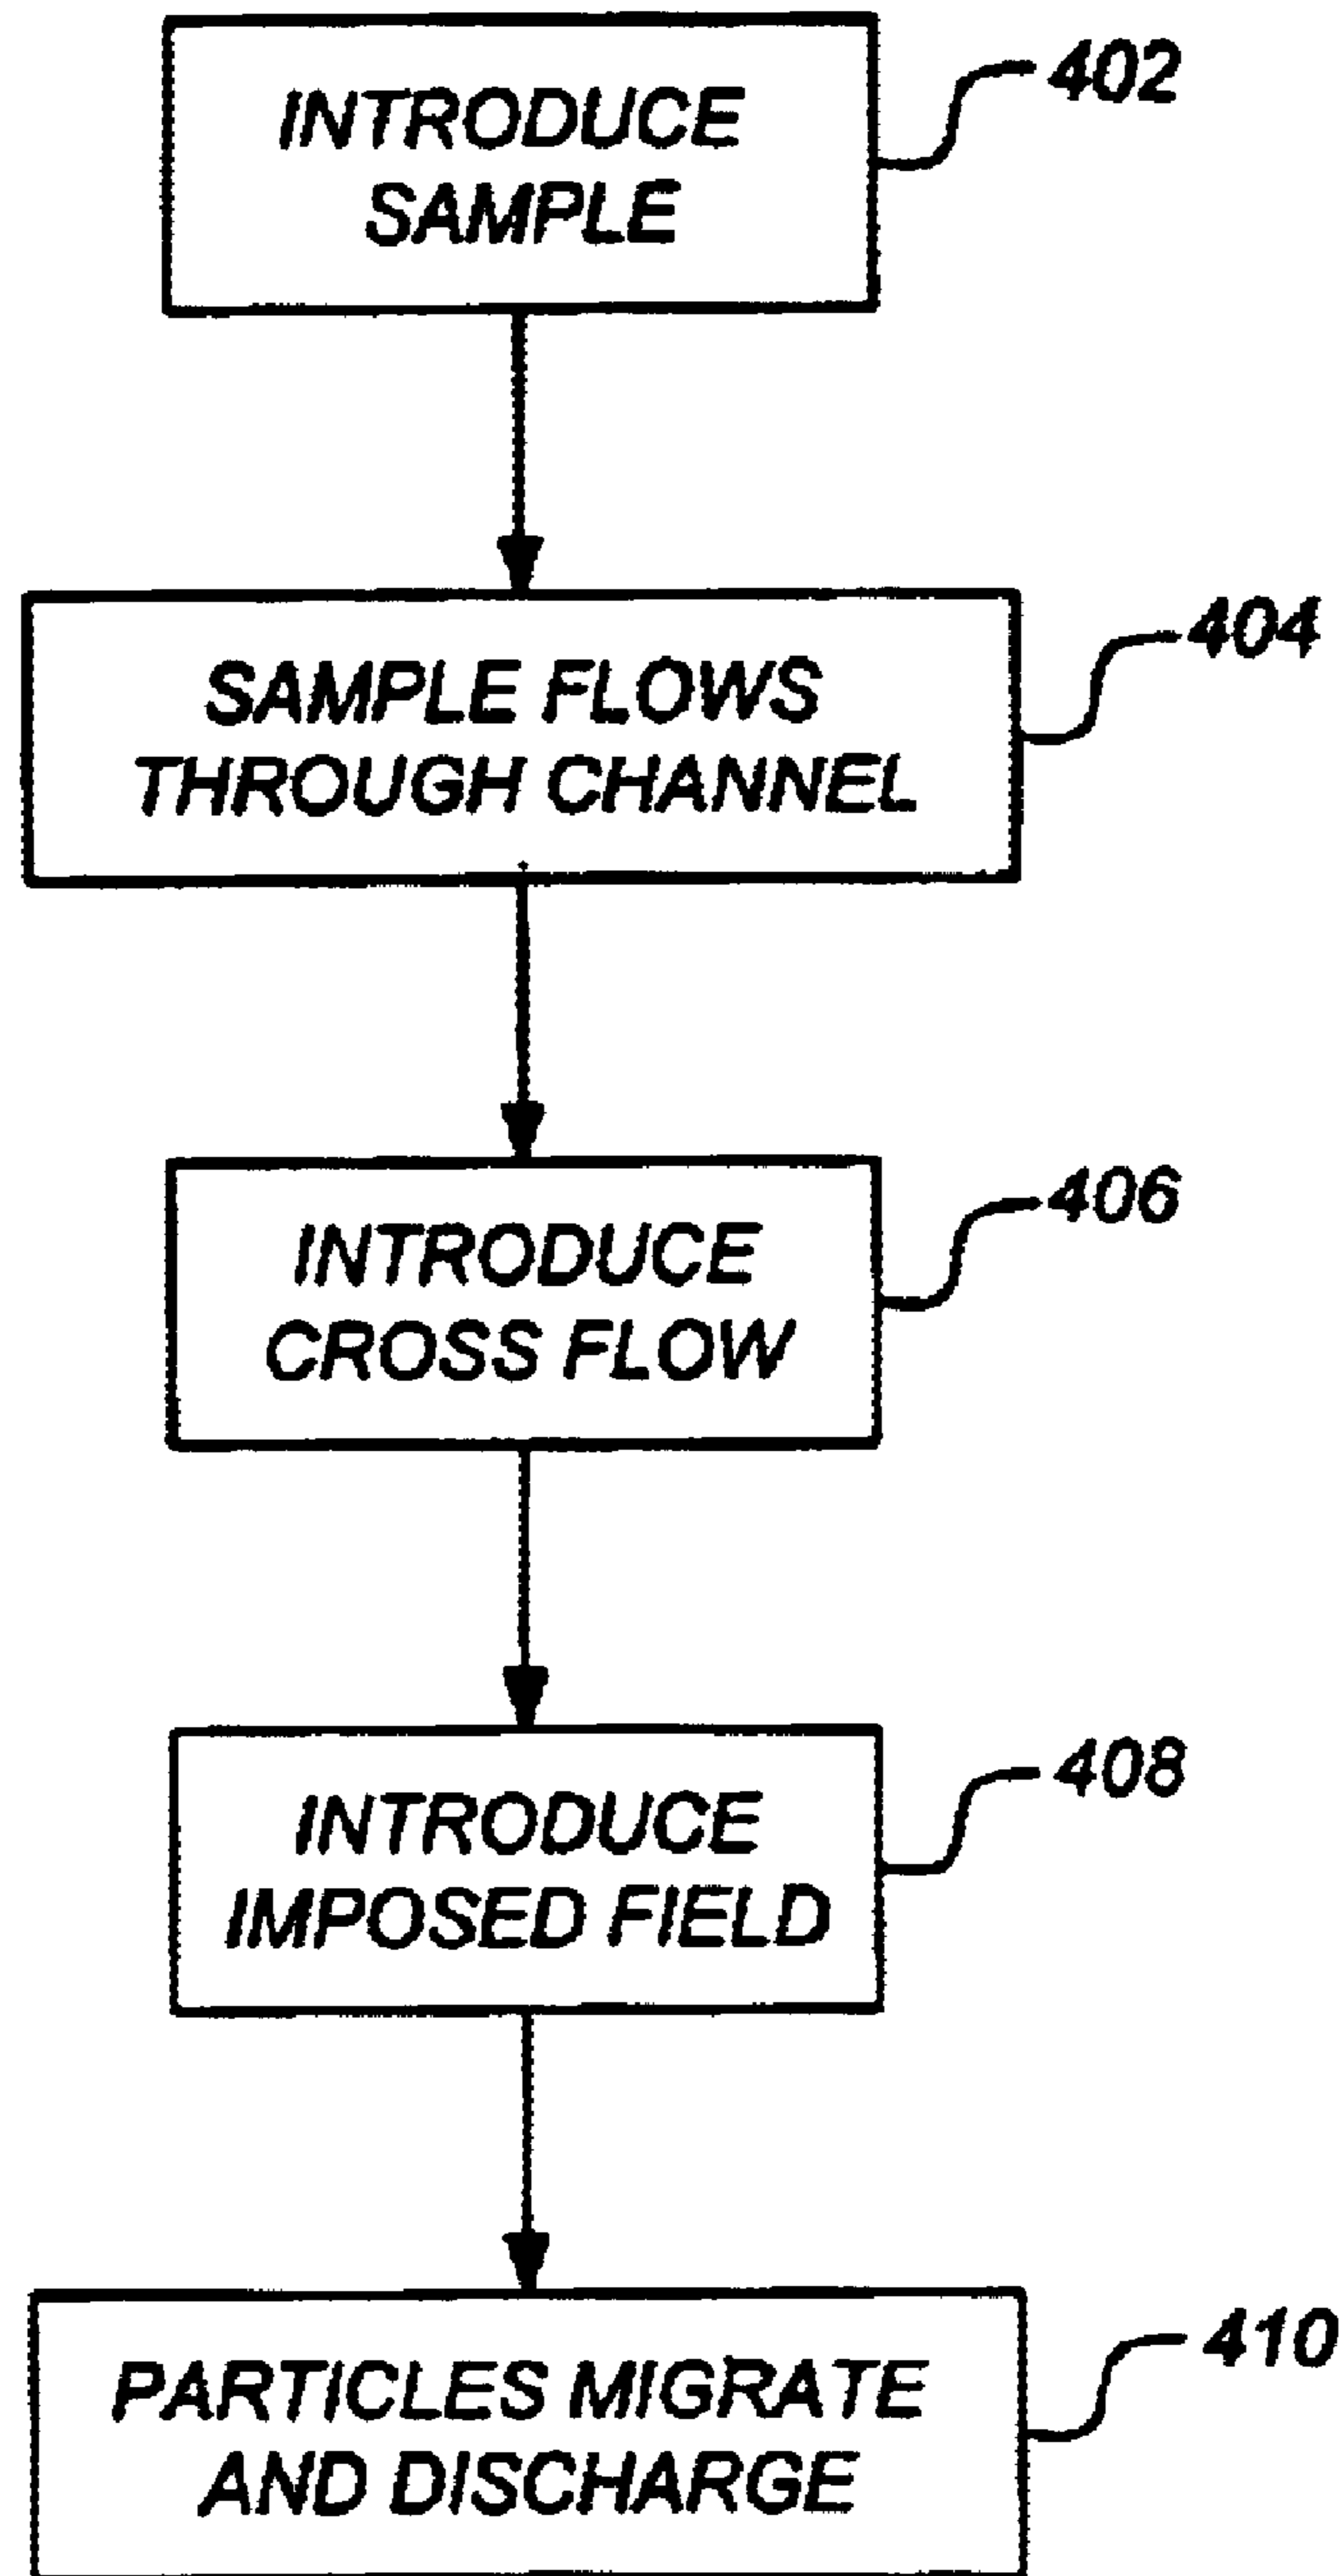 INTRODUCE
SAMPLE
402
SAMPLE FLOWS
THROUGH CHANNEL
404
INTRODUCE
CROSS FLOW
406
INTRODUCE
IMPOSED FIELD
408
PARTICLES MIGRATE
AND DISCHARGE
410